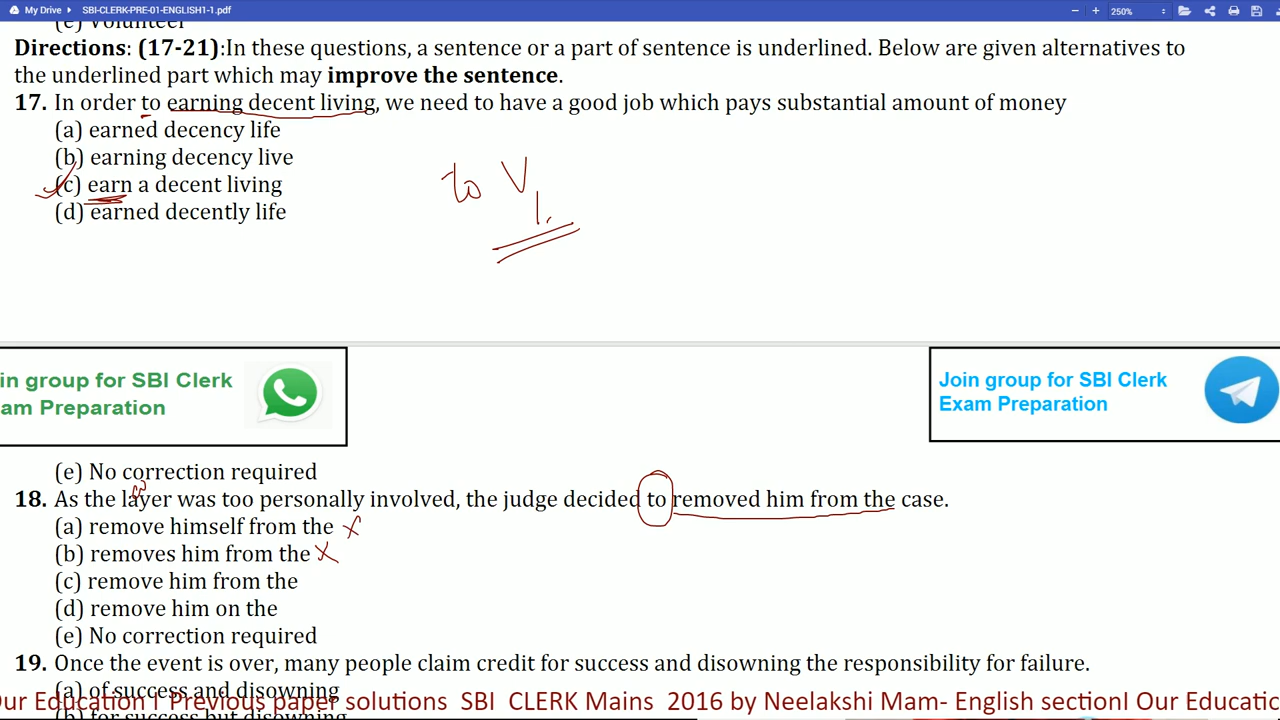 My Drive SBI-CLERK-PRE-01-ENGLISH1-1.pdf 250%
(e) Volunteer
Directions: (17-21):In these questions, a sentence or a part of sentence is underlined. Below are given alternatives to
the underlined part which may improve the sentence.
17. In order to earning decent living, we need to have a good job which pays substantial amount of money
(a) earned decency life
(b) earning decency live
(c) earn a decent living
(d) earned decently life
to V1
in group for SBI Clerk
am Preparation
Join group for SBI Clerk
Exam Preparation
(e) No correction required
w
18. As the layer was too personally involved, the judge decided to removed him from the case.
(a) remove himself from the
(b) removes him from the
(c) remove him from the
(d) remove him on the
(e) No correction required
19. Once the event is over, many people claim credit for success and disowning the responsibility for failure.
(a) of success and disowning
(b) for success but disowning
Our Education I Previous paper solutions SBI CLERK Mains 2016 by Neelakshi Mam- English sectionI Our Educatio